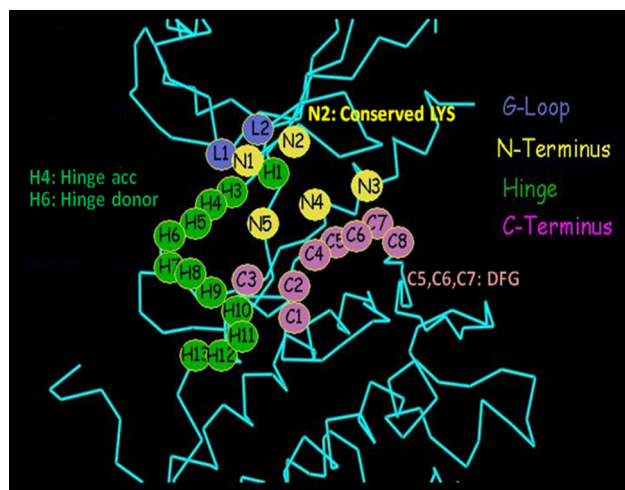 N2: Conserved LYS
G-Loop
N-Terminus
Hinge
C-Terminus
H4: Hinge acc
H6: Hinge donor
L2
L1
N2
N1
H1
H3
N3
H4
N4
H5
N5
C7
H6
C5
C6
C8
C4
H7
H8
C3
H9
C2
H10
C1
H11
H13
H12
C5,C6,C7: DFG